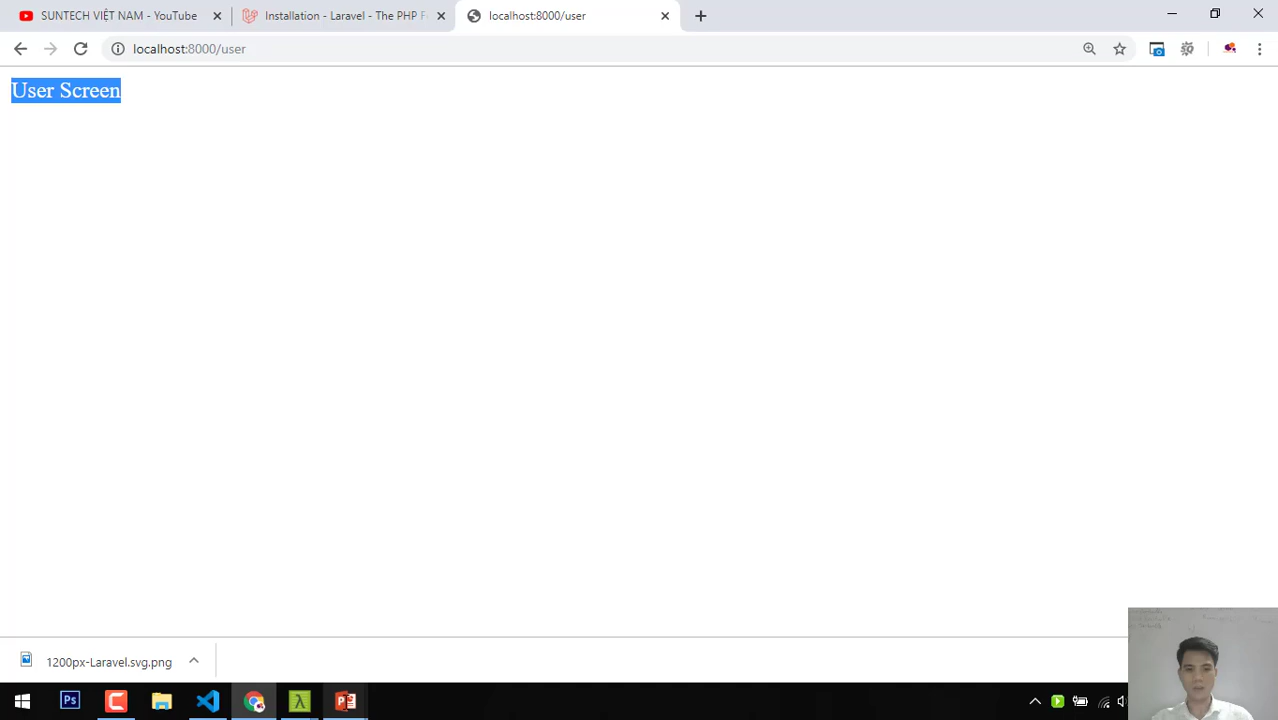 SUNTECH VIỆT NAM - YouTube
Installation - Laravel - The PHP F
localhost:8000/user
localhost:8000/user
User Screen
1200px-Laravel.svg.png
Ps